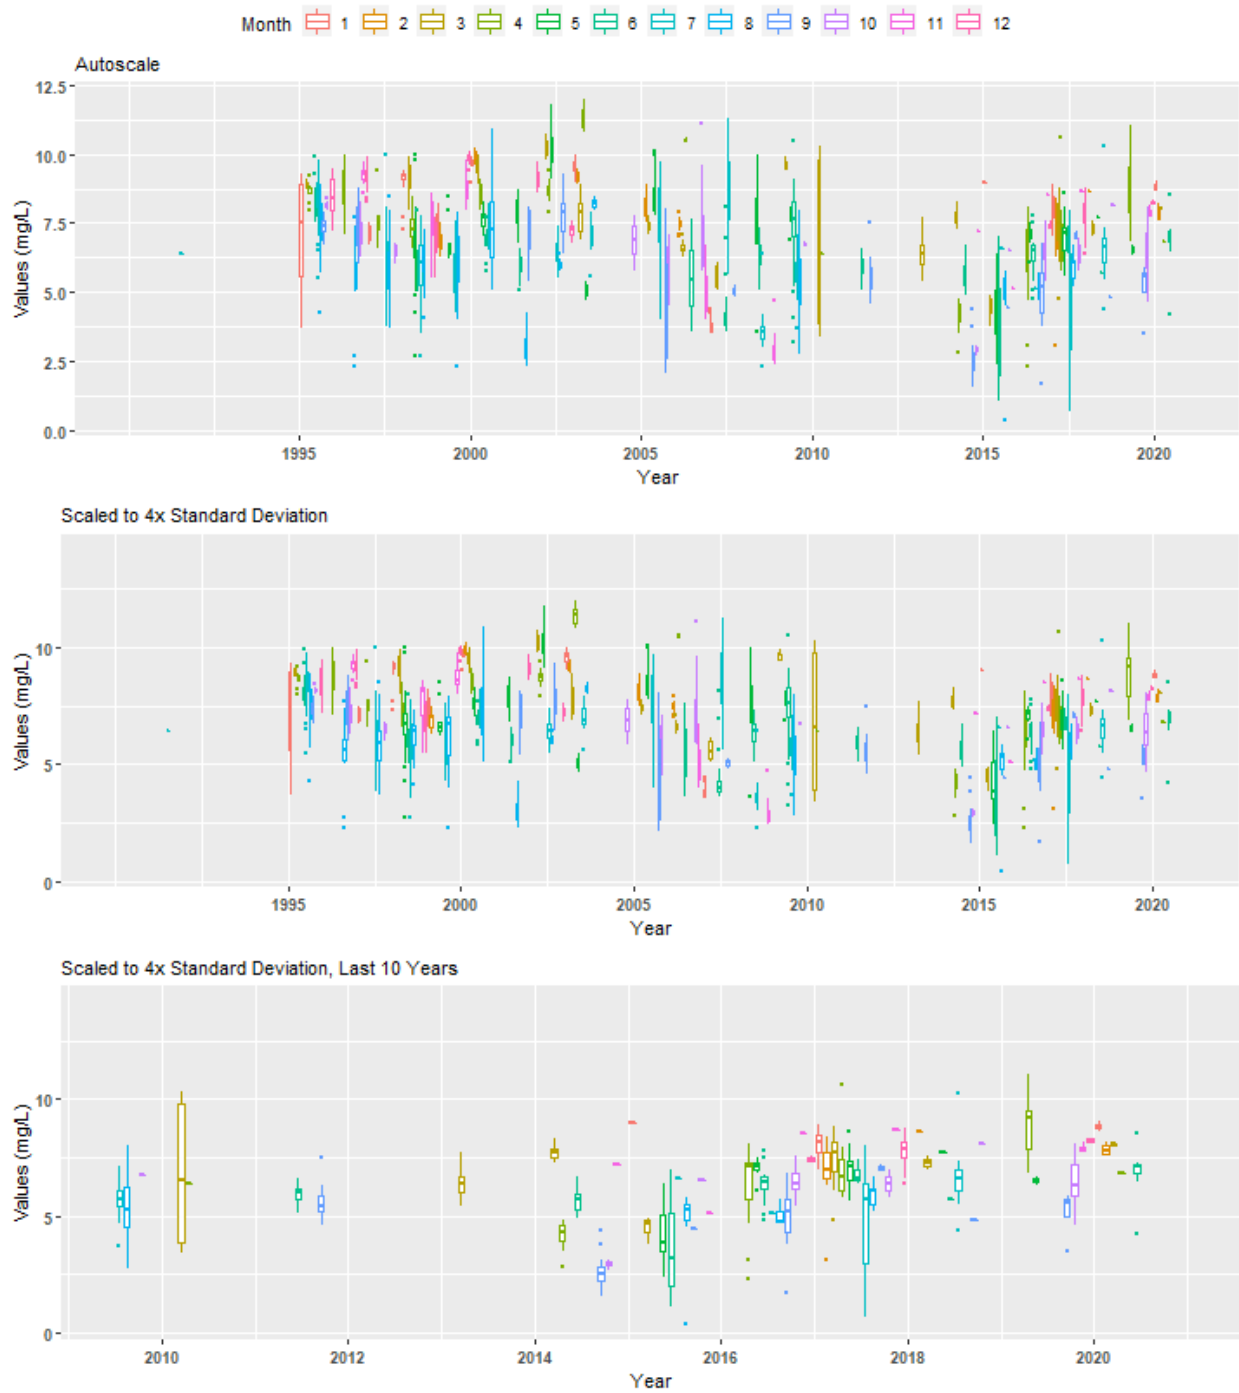 Month 1 2 3 4 5 6 7 8 9 10 11 12
Autoscale
12.5
10.0
7.5
5.0
2.5
0.0
Values (mg/L)
1995 2000 2005 2010 2015 2020
Year
Scaled to 4x Standard Deviation
10
5
0
Values (mg/L)
1995 2000 2005 2010 2015 2020
Year
Scaled to 4x Standard Deviation, Last 10 Years
10
5
0
Values (mg/L)
2010 2012 2014 2016 2018 2020
Year